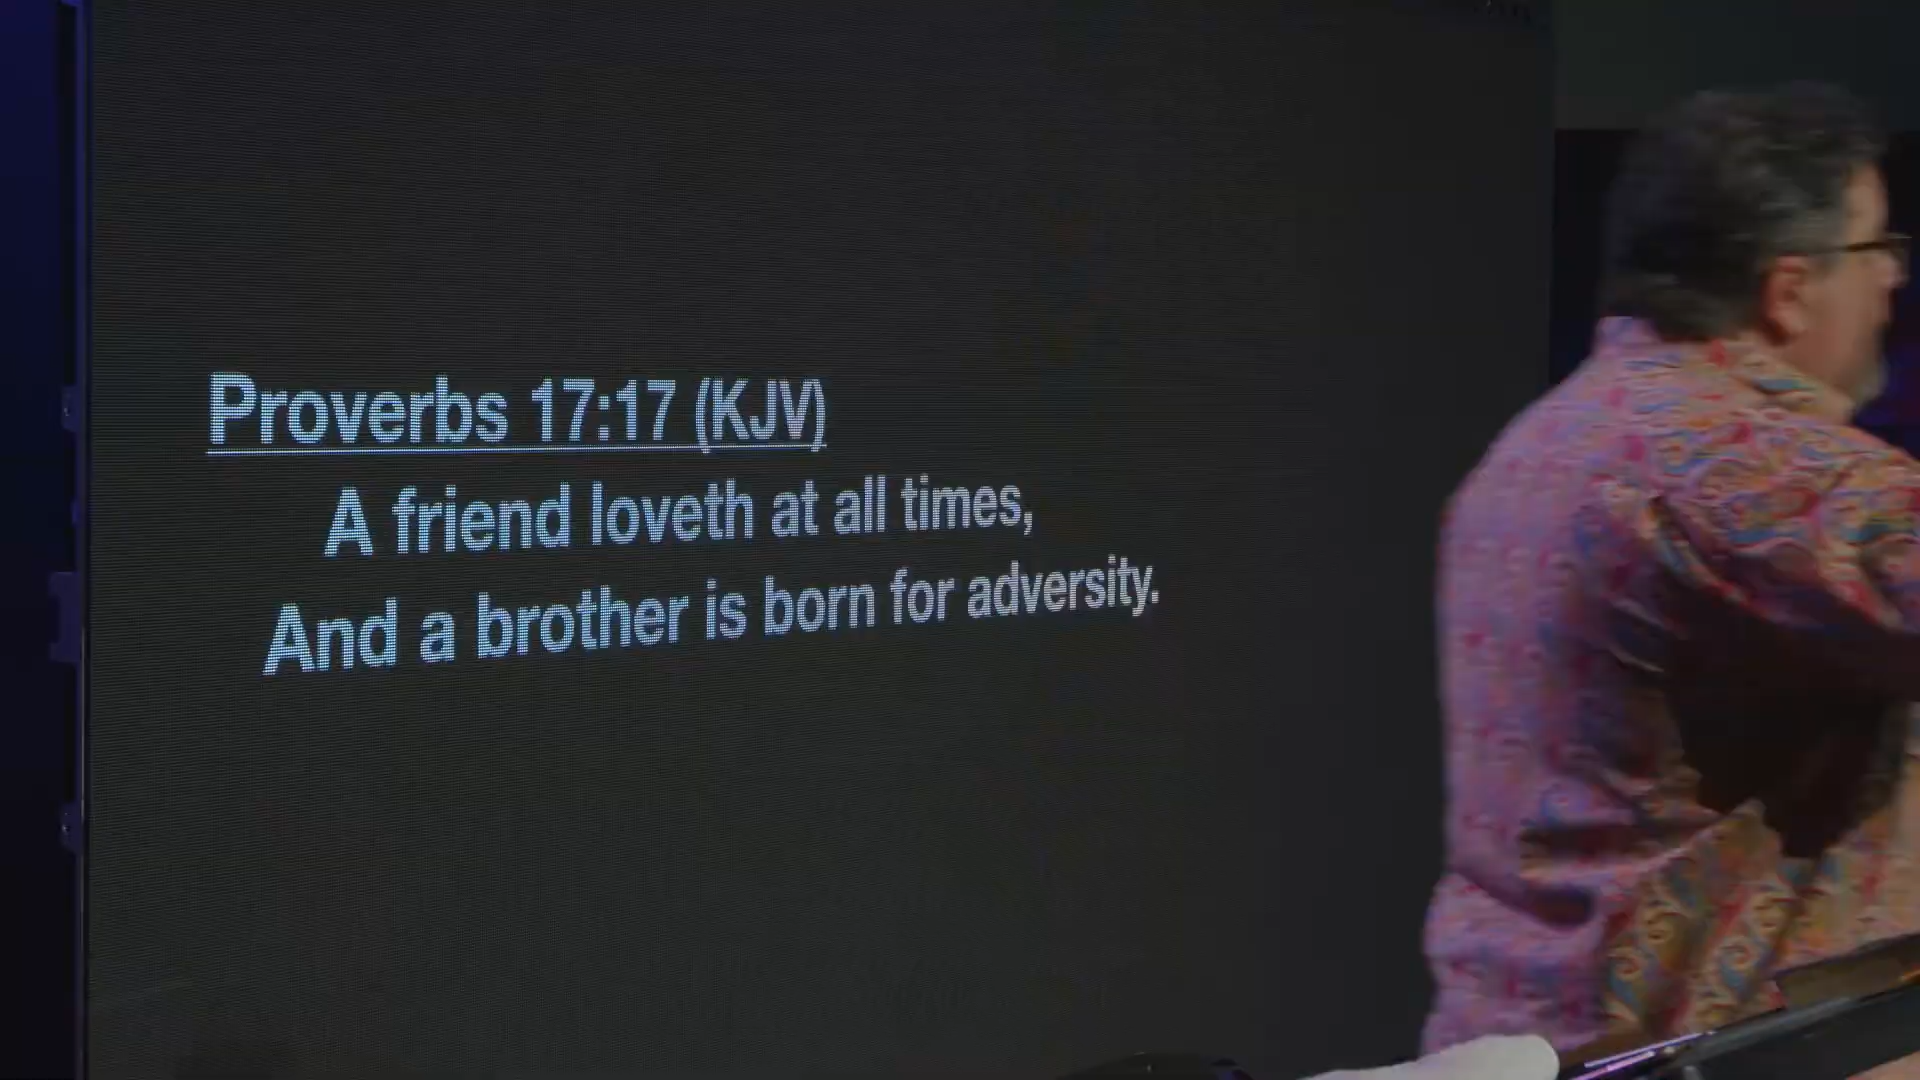 Proverbs 17:17 (KJV)
A friend loveth at all times,
And a brother is born for adversity.